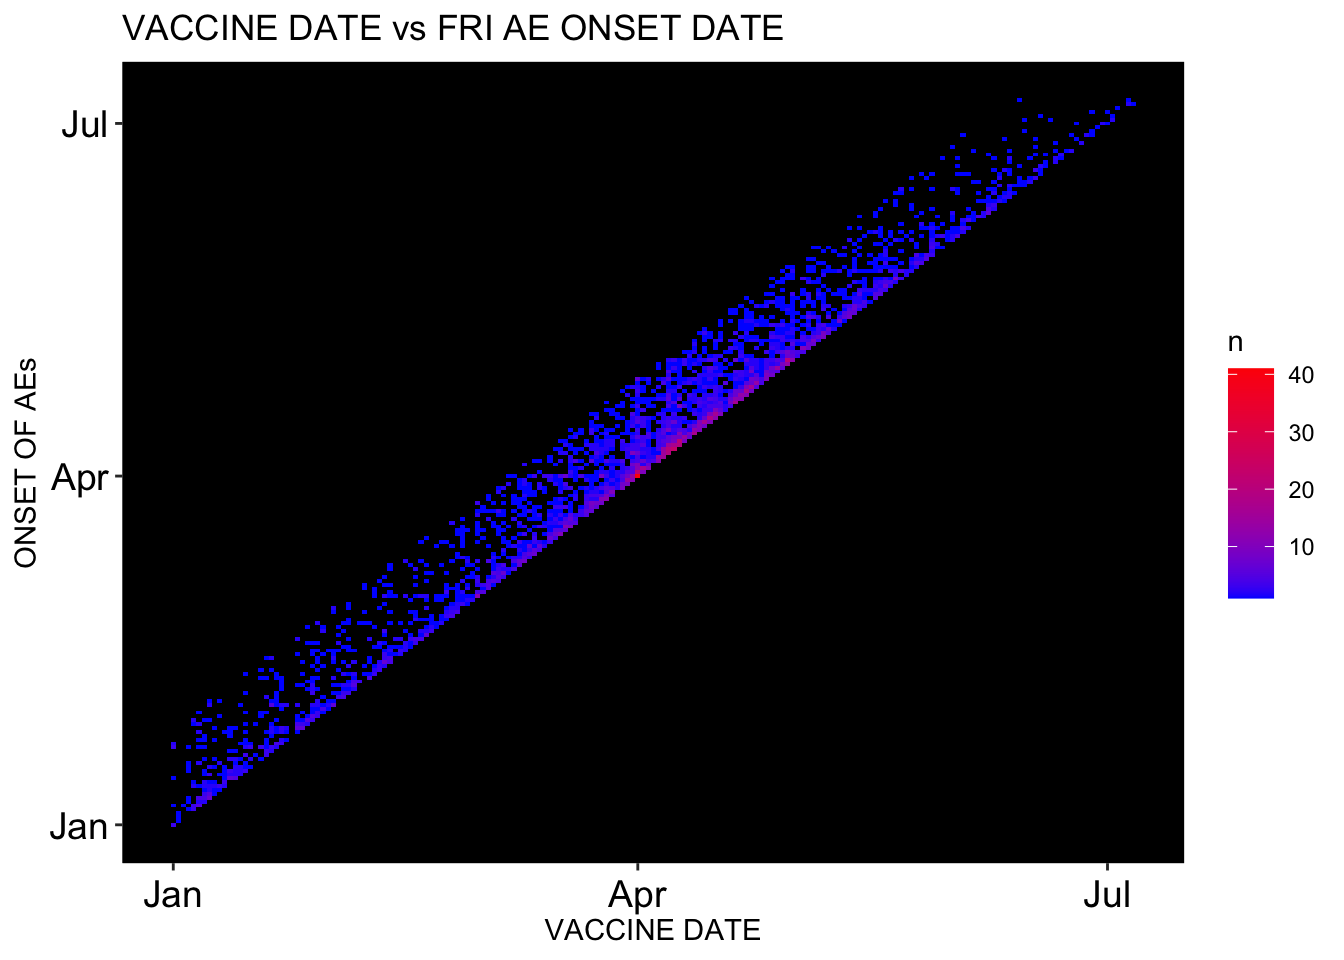 VACCINE DATE vs FRI AE ONSET DATE
Jul
Apr
Jan
ONSET OF AEs
Jan
Apr
Jul
VACCINE DATE
n
40
30
20
10